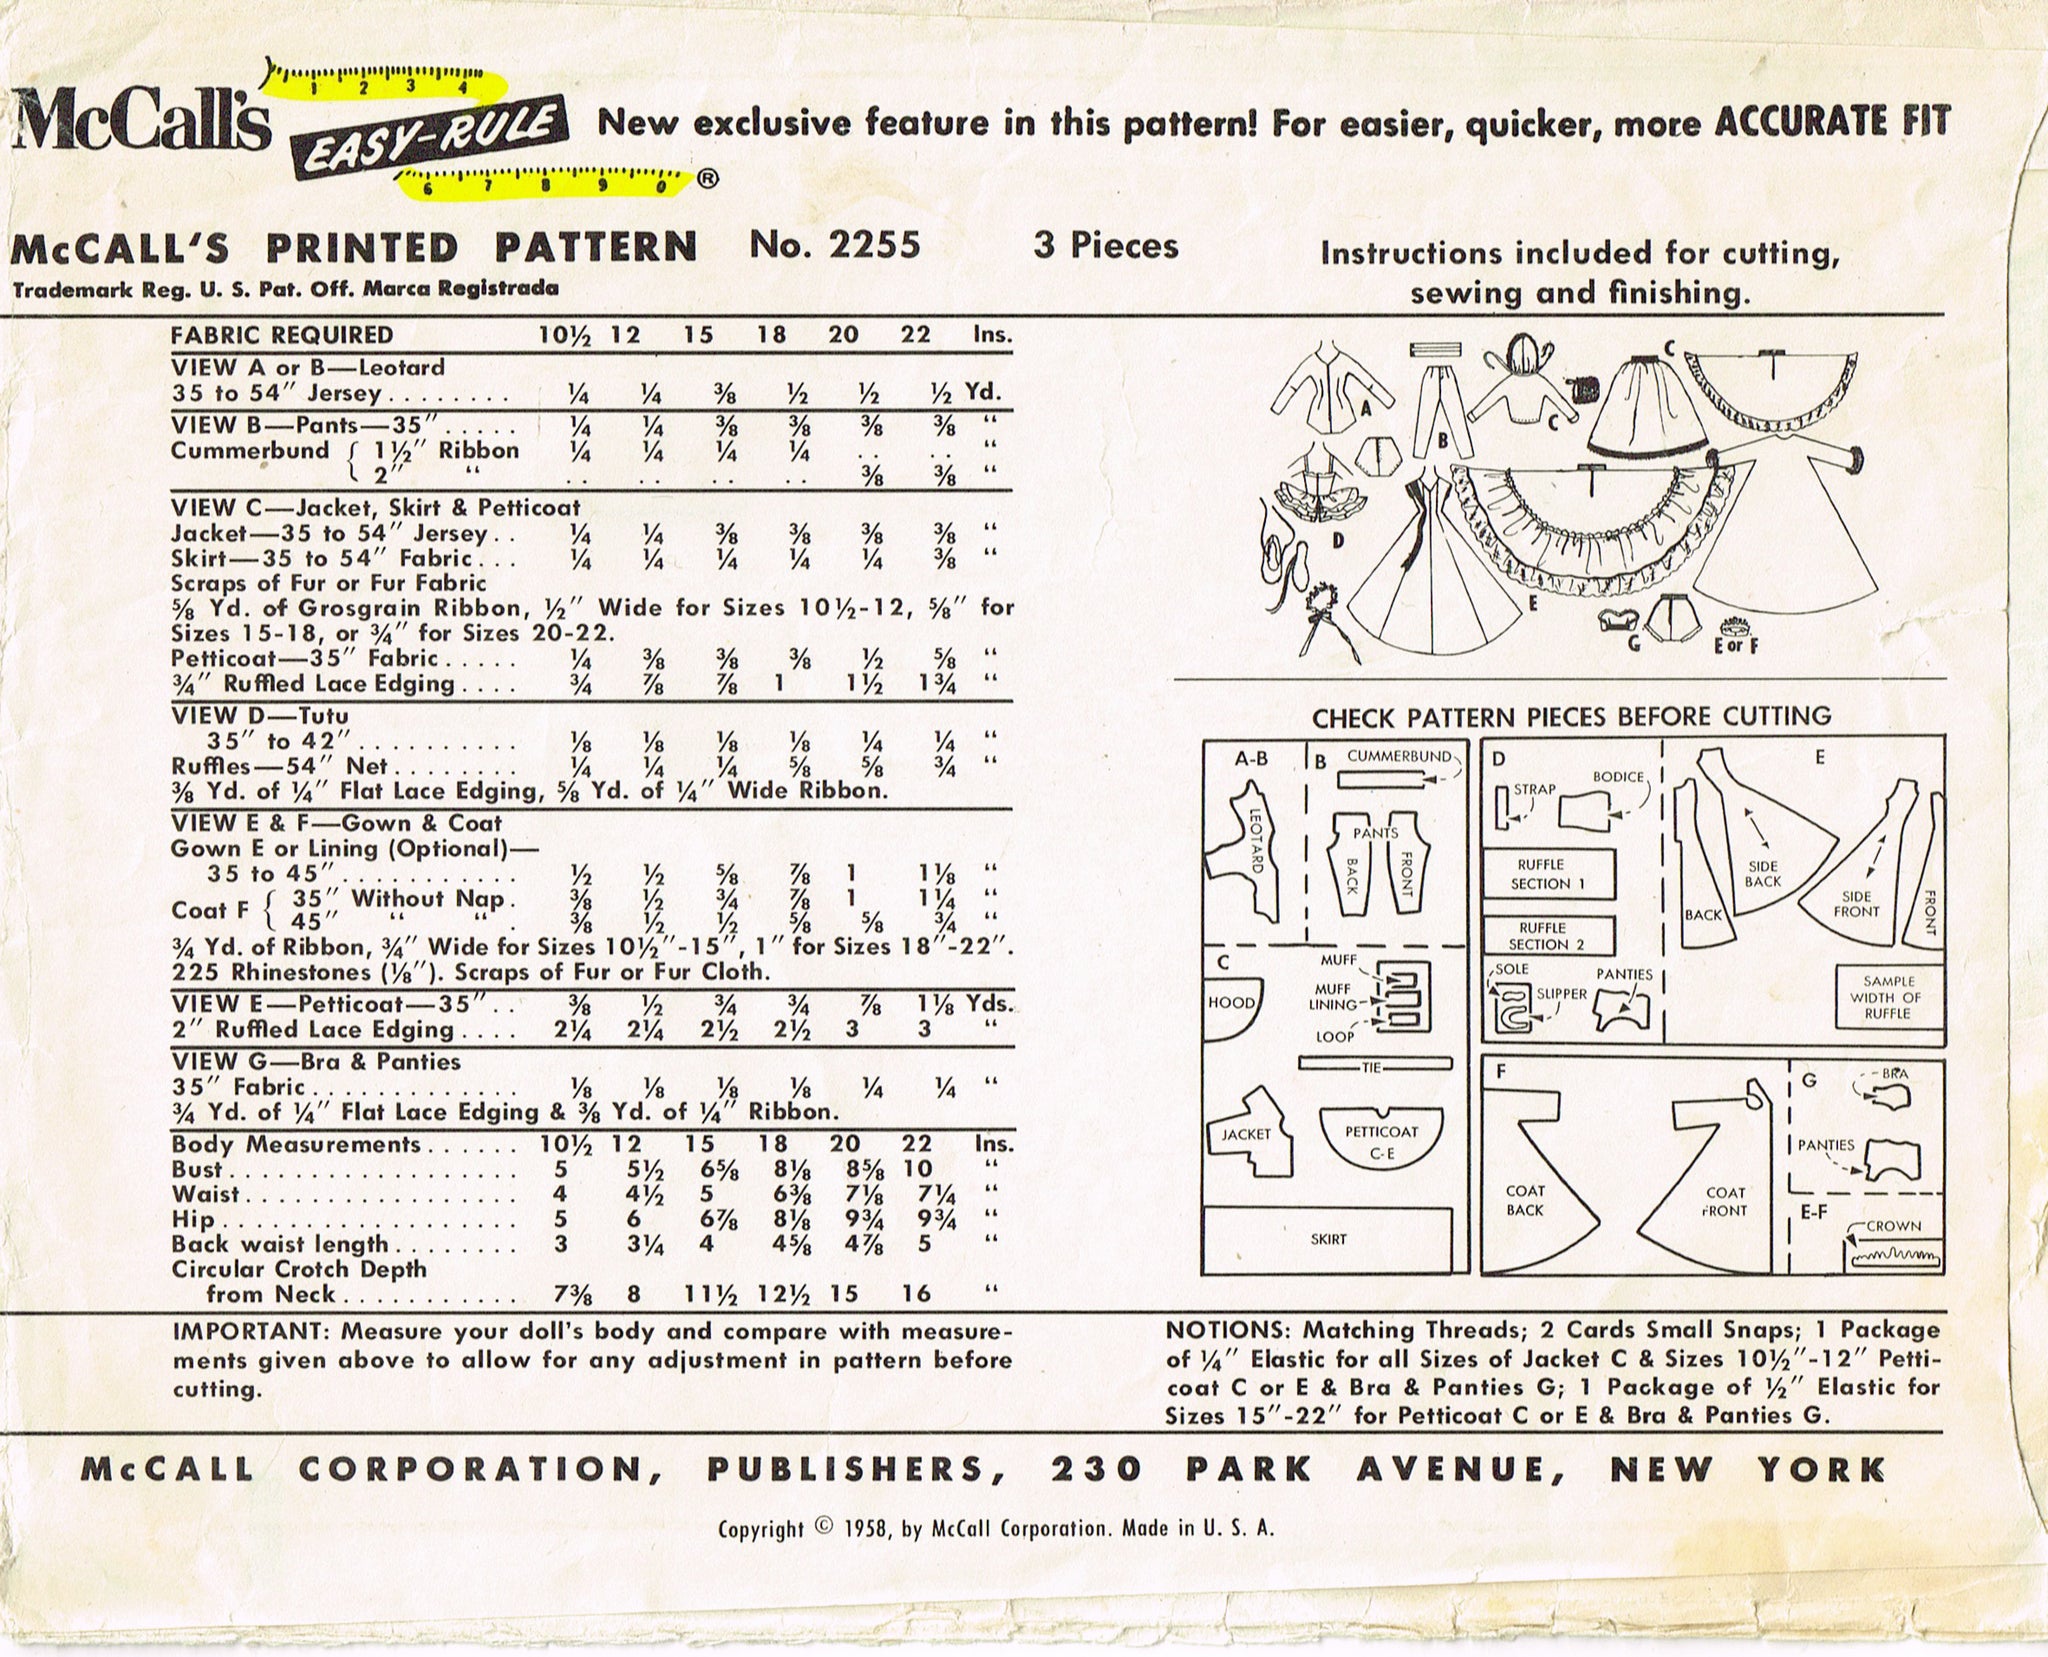 McCall's
1 2 3 4
EASY-RULE
6 7 8 9 0 ®
New exclusive feature in this pattern! For easier, quicker, more ACCURATE FIT
McCALL'S PRINTED PATTERN No. 2255 3 Pieces
Trademark Reg. U. S. Pat. Off. Marca Registrada
Instructions included for cutting,
sewing and finishing.
FABRIC REQUIRED 10½ 12 15 18 20 22 Ins.
VIEW A or B—Leotard
35 to 54" Jersey........ ¼ ¼ ⅜ ½ ½ ½ Yd.
VIEW B—Pants—35"..... ¼ ¼ ⅜ ⅜ ⅜ ⅜ "
Cummerbund { 1½" Ribbon ¼ ¼ ¼ ¼ .. .. "
2" " .. .. .. .. ⅜ ⅜ "
VIEW C—Jacket, Skirt & Petticoat
Jacket—35 to 54" Jersey.. ¼ ¼ ⅜ ⅜ ⅜ ⅜ "
Skirt—35 to 54" Fabric... ¼ ¼ ¼ ¼ ¼ ⅜ "
Scraps of Fur or Fur Fabric
⅝ Yd. of Grosgrain Ribbon, ½" Wide for Sizes 10½-12, ⅝" for
Sizes 15-18, or ¾" for Sizes 20-22.
Petticoat—35" Fabric..... ¼ ⅜ ⅜ ⅜ ½ ⅝ "
¾" Ruffled Lace Edging.... ¾ ⅞ ⅞ 1 1½ 1¾ "
VIEW D—Tutu
35" to 42".......... ⅛ ⅛ ⅛ ⅛ ¼ ¼ "
Ruffles—54" Net........ ¼ ¼ ¼ ⅝ ⅝ ¾ "
⅜ Yd. of ¼" Flat Lace Edging, ⅝ Yd. of ¼" Wide Ribbon.
VIEW E & F—Gown & Coat
Gown E or Lining (Optional)—
35 to 45"........... ½ ½ ⅝ ⅞ 1 1⅛ "
Coat F { 35" Without Nap. ⅜ ½ ¾ ⅞ 1 1¼ "
45" " " . ⅜ ½ ½ ⅝ ⅝ ¾ "
¾ Yd. of Ribbon, ¾" Wide for Sizes 10½"-15", 1" for Sizes 18"-22".
225 Rhinestones (⅛"). Scraps of Fur or Fur Cloth.
VIEW E—Petticoat—35".. ⅜ ½ ¾ ¾ ⅞ 1⅛ Yds.
2" Ruffled Lace Edging.... 2¼ 2¼ 2½ 2½ 3 3 "
VIEW G—Bra & Panties
35" Fabric............. ⅛ ⅛ ⅛ ⅛ ¼ ¼ "
¾ Yd. of ¼" Flat Lace Edging & ⅜ Yd. of ¼" Ribbon.
Body Measurements...... 10½ 12 15 18 20 22 Ins.
Bust.................. 5 5½ 6⅝ 8⅛ 8⅝ 10 "
Waist................. 4 4½ 5 6⅜ 7⅛ 7¼ "
Hip................... 5 6 6⅞ 8⅛ 9¾ 9¾ "
Back waist length........ 3 3¼ 4 4⅝ 4⅞ 5 "
Circular Crotch Depth
from Neck........... 7⅜ 8 11½ 12½ 15 16 "
A
B
C
C
D
E
G
E or F
CHECK PATTERN PIECES BEFORE CUTTING
A-B
LEOTARD
B
CUMMERBUND
PANTS
BACK
FRONT
C
HOOD
MUFF
MUFF
LINING
LOOP
TIE
JACKET
PETTICOAT
C-E
SKIRT
D
STRAP
BODICE
RUFFLE
SECTION 1
RUFFLE
SECTION 2
SOLE
SLIPPER
PANTIES
E
BACK
SIDE
BACK
SIDE
FRONT
FRONT
SAMPLE
WIDTH OF
RUFFLE
F
COAT
BACK
COAT
FRONT
G
BRA
PANTIES
E-F
CROWN
IMPORTANT: Measure your doll's body and compare with measure-
ments given above to allow for any adjustment in pattern before
cutting.
NOTIONS: Matching Threads; 2 Cards Small Snaps; 1 Package
of ¼" Elastic for all Sizes of Jacket C & Sizes 10½"-12" Petti-
coat C or E & Bra & Panties G; 1 Package of ½" Elastic for
Sizes 15"-22" for Petticoat C or E & Bra & Panties G.
McCALL CORPORATION, PUBLISHERS, 230 PARK AVENUE, NEW YORK
Copyright © 1958, by McCall Corporation. Made in U. S. A.